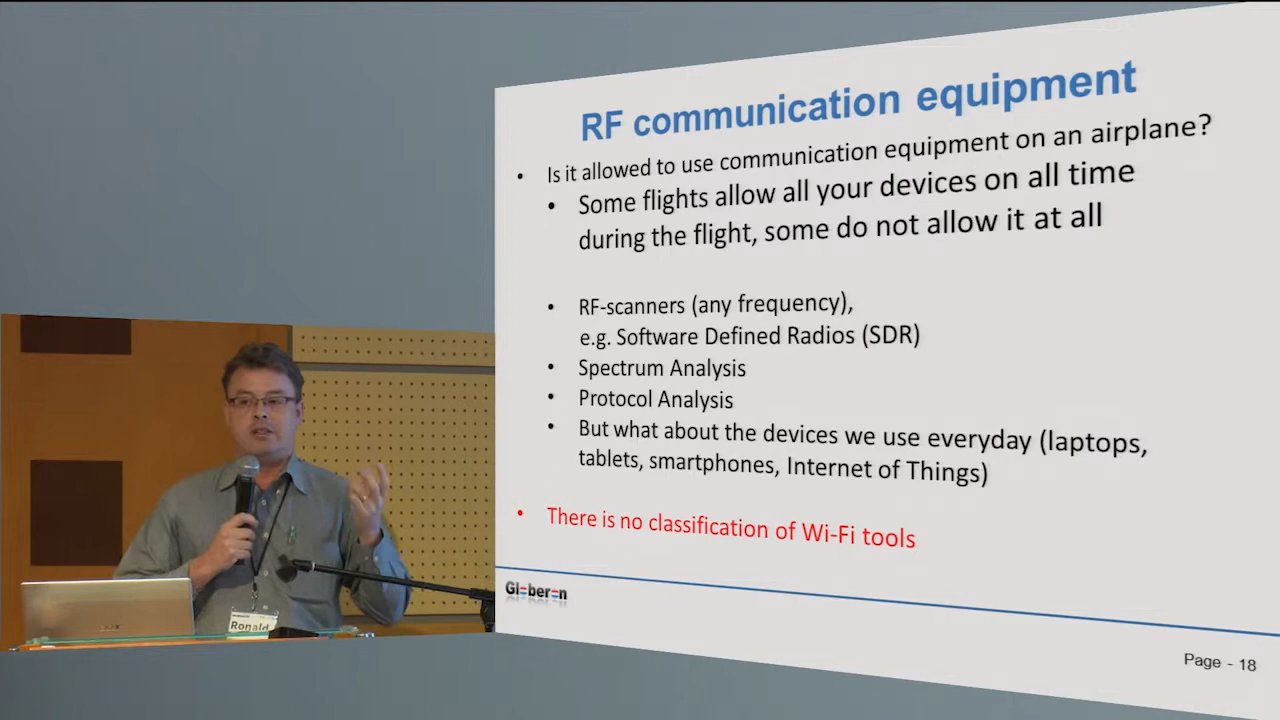 RF communication equipment
• Is it allowed to use communication equipment on an airplane?
• Some flights allow all your devices on all time
during the flight, some do not allow it at all
• RF-scanners (any frequency),
e.g. Software Defined Radios (SDR)
• Spectrum Analysis
• Protocol Analysis
• But what about the devices we use everyday (laptops,
tablets, smartphones, Internet of Things)
• There is no classification of Wi-Fi tools
Globeron
Page - 18
Ronald